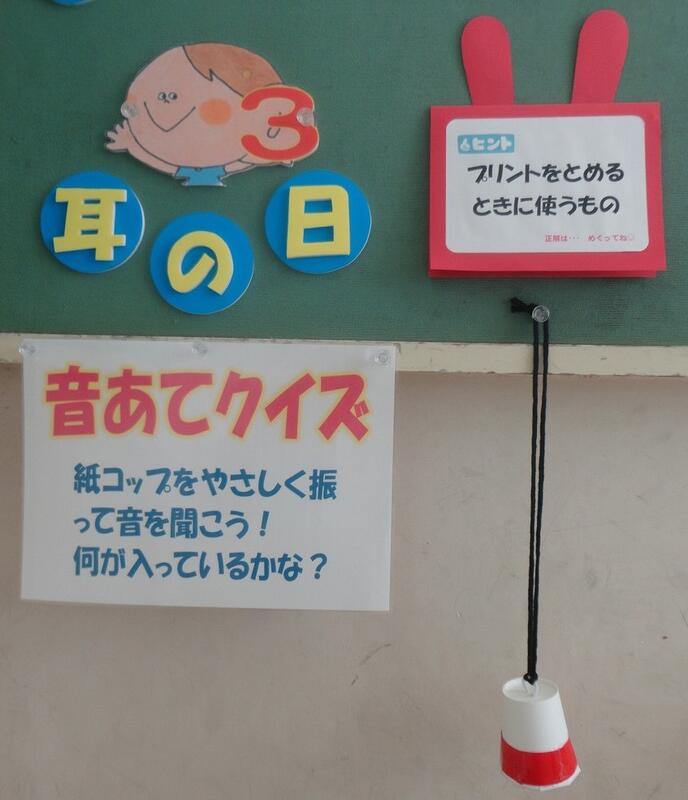 3
耳の日
ヒント
プリントをとめる
ときに使うもの
正解は… めくってね♡
音あてクイズ
紙コップをやさしく振
って音を聞こう！
何が入っているかな？